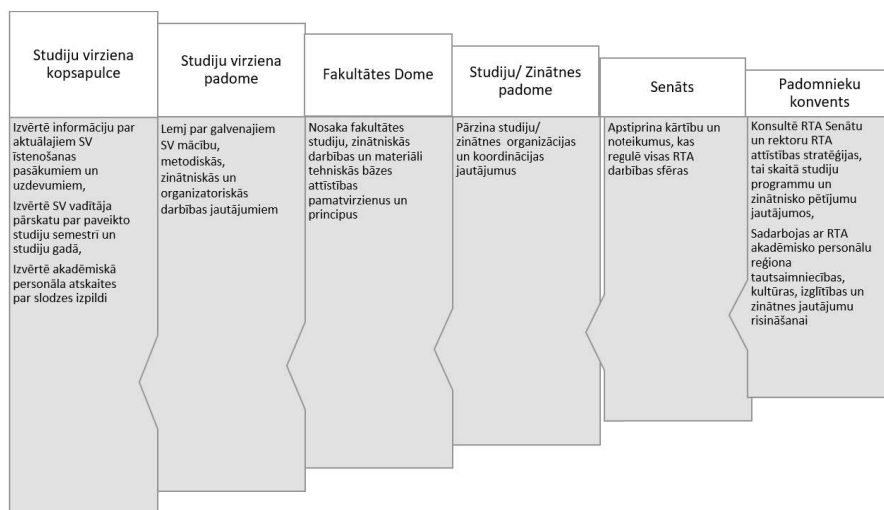 Studiju virziena
kopsapulce
Izvērtē informāciju par
aktuālajiem SV
īstenošanas
pasākumiem un
uzdevumiem,
Izvērtē SV vadītāja
pārskatu par paveikto
studiju semestrī un
studiju gadā,
Izvērtē akadēmiskā
personāla atskaites
par slodzes izpildi
Studiju virziena
padome
Lemj par galvenajiem
SV mācību,
metodiskās,
zinātniskās un
organizatoriskās
darbības jautājumiem
Fakultātes Dome
Nosaka fakultātes
studiju, zinātniskās
darbības un materiāli
tehniskās bāzes
attīstības
pamatvirzienus un
principus
Studiju/ Zinātnes
padome
Pārzina studiju/
zinātnes organizācijas
un koordinācijas
jautājumus
Senāts
Apstiprina kārtību un
noteikumus, kas
regulē visas RTA
darbības sfēras
Padomnieku
konvents
Konsultē RTA Senātu
un rektoru RTA
attīstības stratēģijas,
tai skaitā studiju
programmu un
zinātnisko pētījumu
jautājumos,
Sadarbojas ar RTA
akadēmisko personālu
reģiona
tautsaimniecības,
kultūras, izglītības un
zinātnes jautājumu
risināšanai